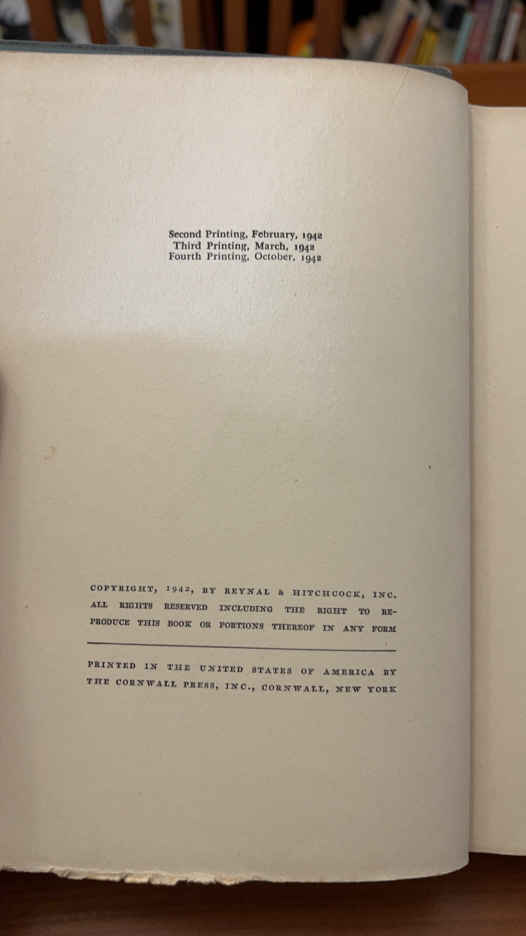 Second Printing, February, 1942
Third Printing, March, 1942
Fourth Printing, October, 1942
COPYRIGHT, 1942, BY REYNAL & HITCHCOCK, INC.
ALL RIGHTS RESERVED INCLUDING THE RIGHT TO RE-
PRODUCE THIS BOOK OR PORTIONS THEREOF IN ANY FORM
PRINTED IN THE UNITED STATES OF AMERICA BY
THE CORNWALL PRESS, INC., CORNWALL, NEW YORK